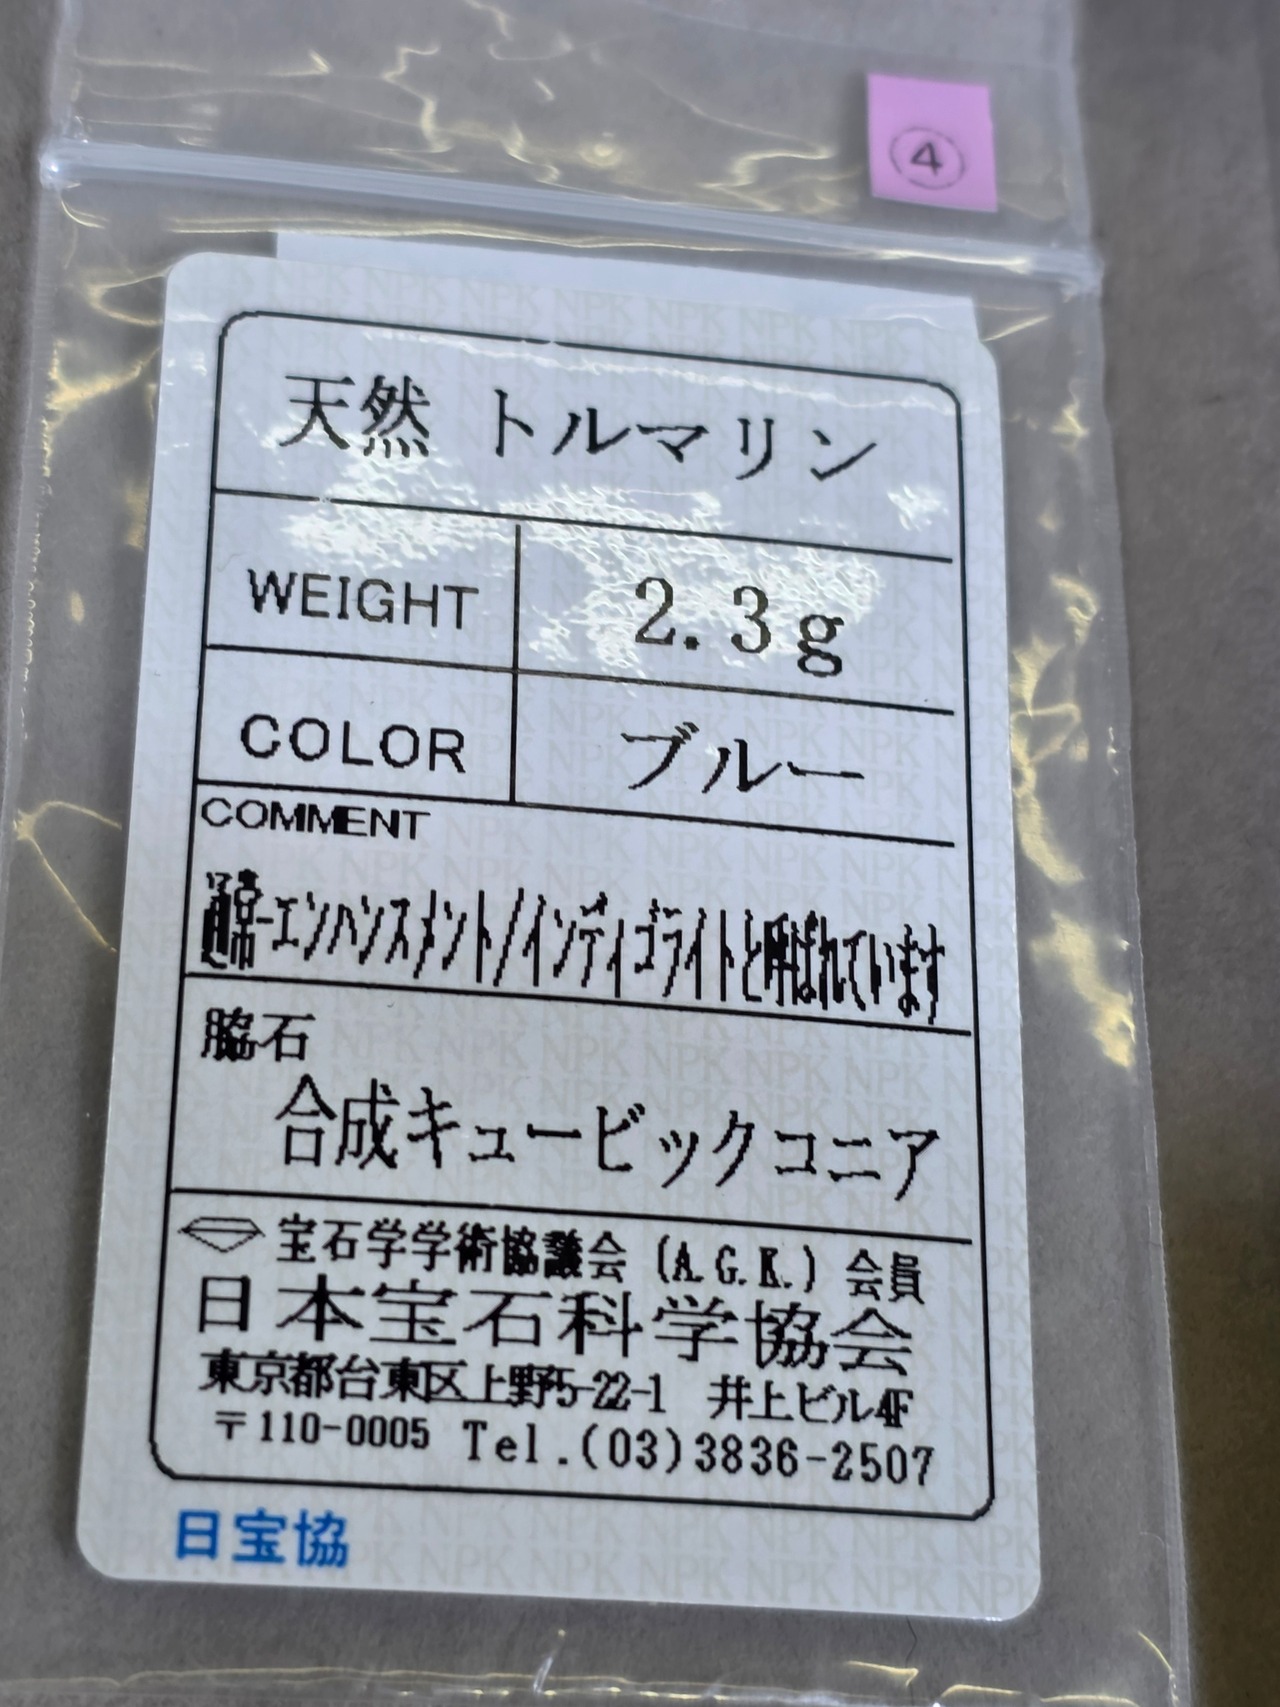 ④
天然 トルマリン
WEIGHT 2.3g
COLOR ブルー
COMMENT
通常-エンハンスメント/インディゴライトと呼ばれています
脇石
合成キュービックコニア
宝石学学術協議会 (A.G.K.) 会員
日本宝石科学協会
東京都台東区上野5-22-1 井上ビル4F
〒110-0005 Tel.(03)3836-2507
日宝協